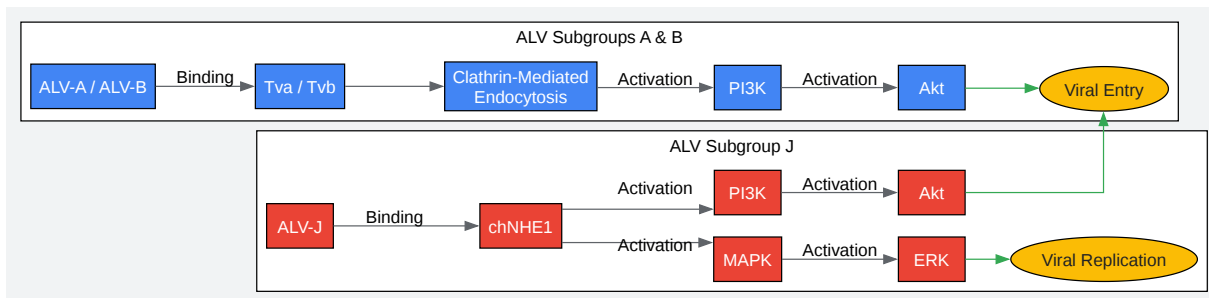 ALV Subgroups A & B
ALV-A / ALV-B
Binding
Tva / Tvb
Clathrin-Mediated
Endocytosis
Activation
PI3K
Activation
Akt
Viral Entry
ALV Subgroup J
ALV-J
Binding
chNHE1
Activation
PI3K
Activation
Akt
Activation
MAPK
Activation
ERK
Viral Replication